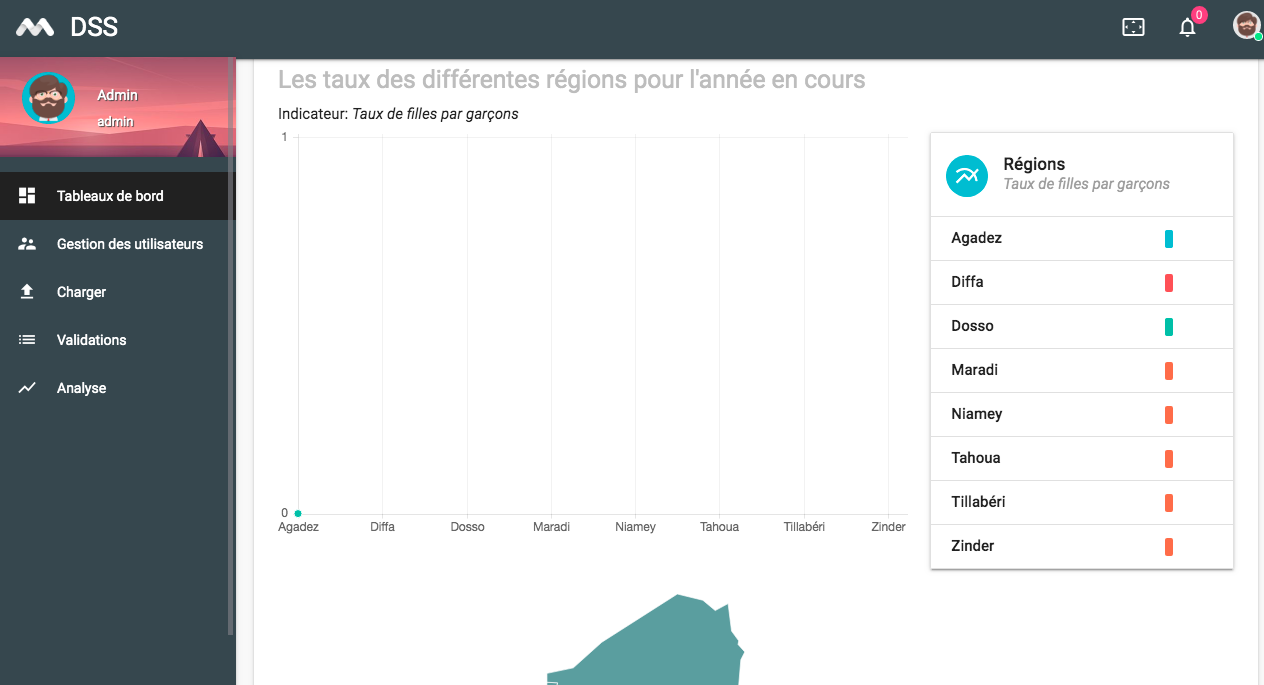 DSS
0
Admin
admin
Tableaux de bord
Gestion des utilisateurs
Charger
Validations
Analyse
Les taux des différentes régions pour l'année en cours
Indicateur: Taux de filles par garçons
1
0
Agadez Diffa Dosso Maradi Niamey Tahoua Tillabéri Zinder
Régions
Taux de filles par garçons
Agadez
Diffa
Dosso
Maradi
Niamey
Tahoua
Tillabéri
Zinder